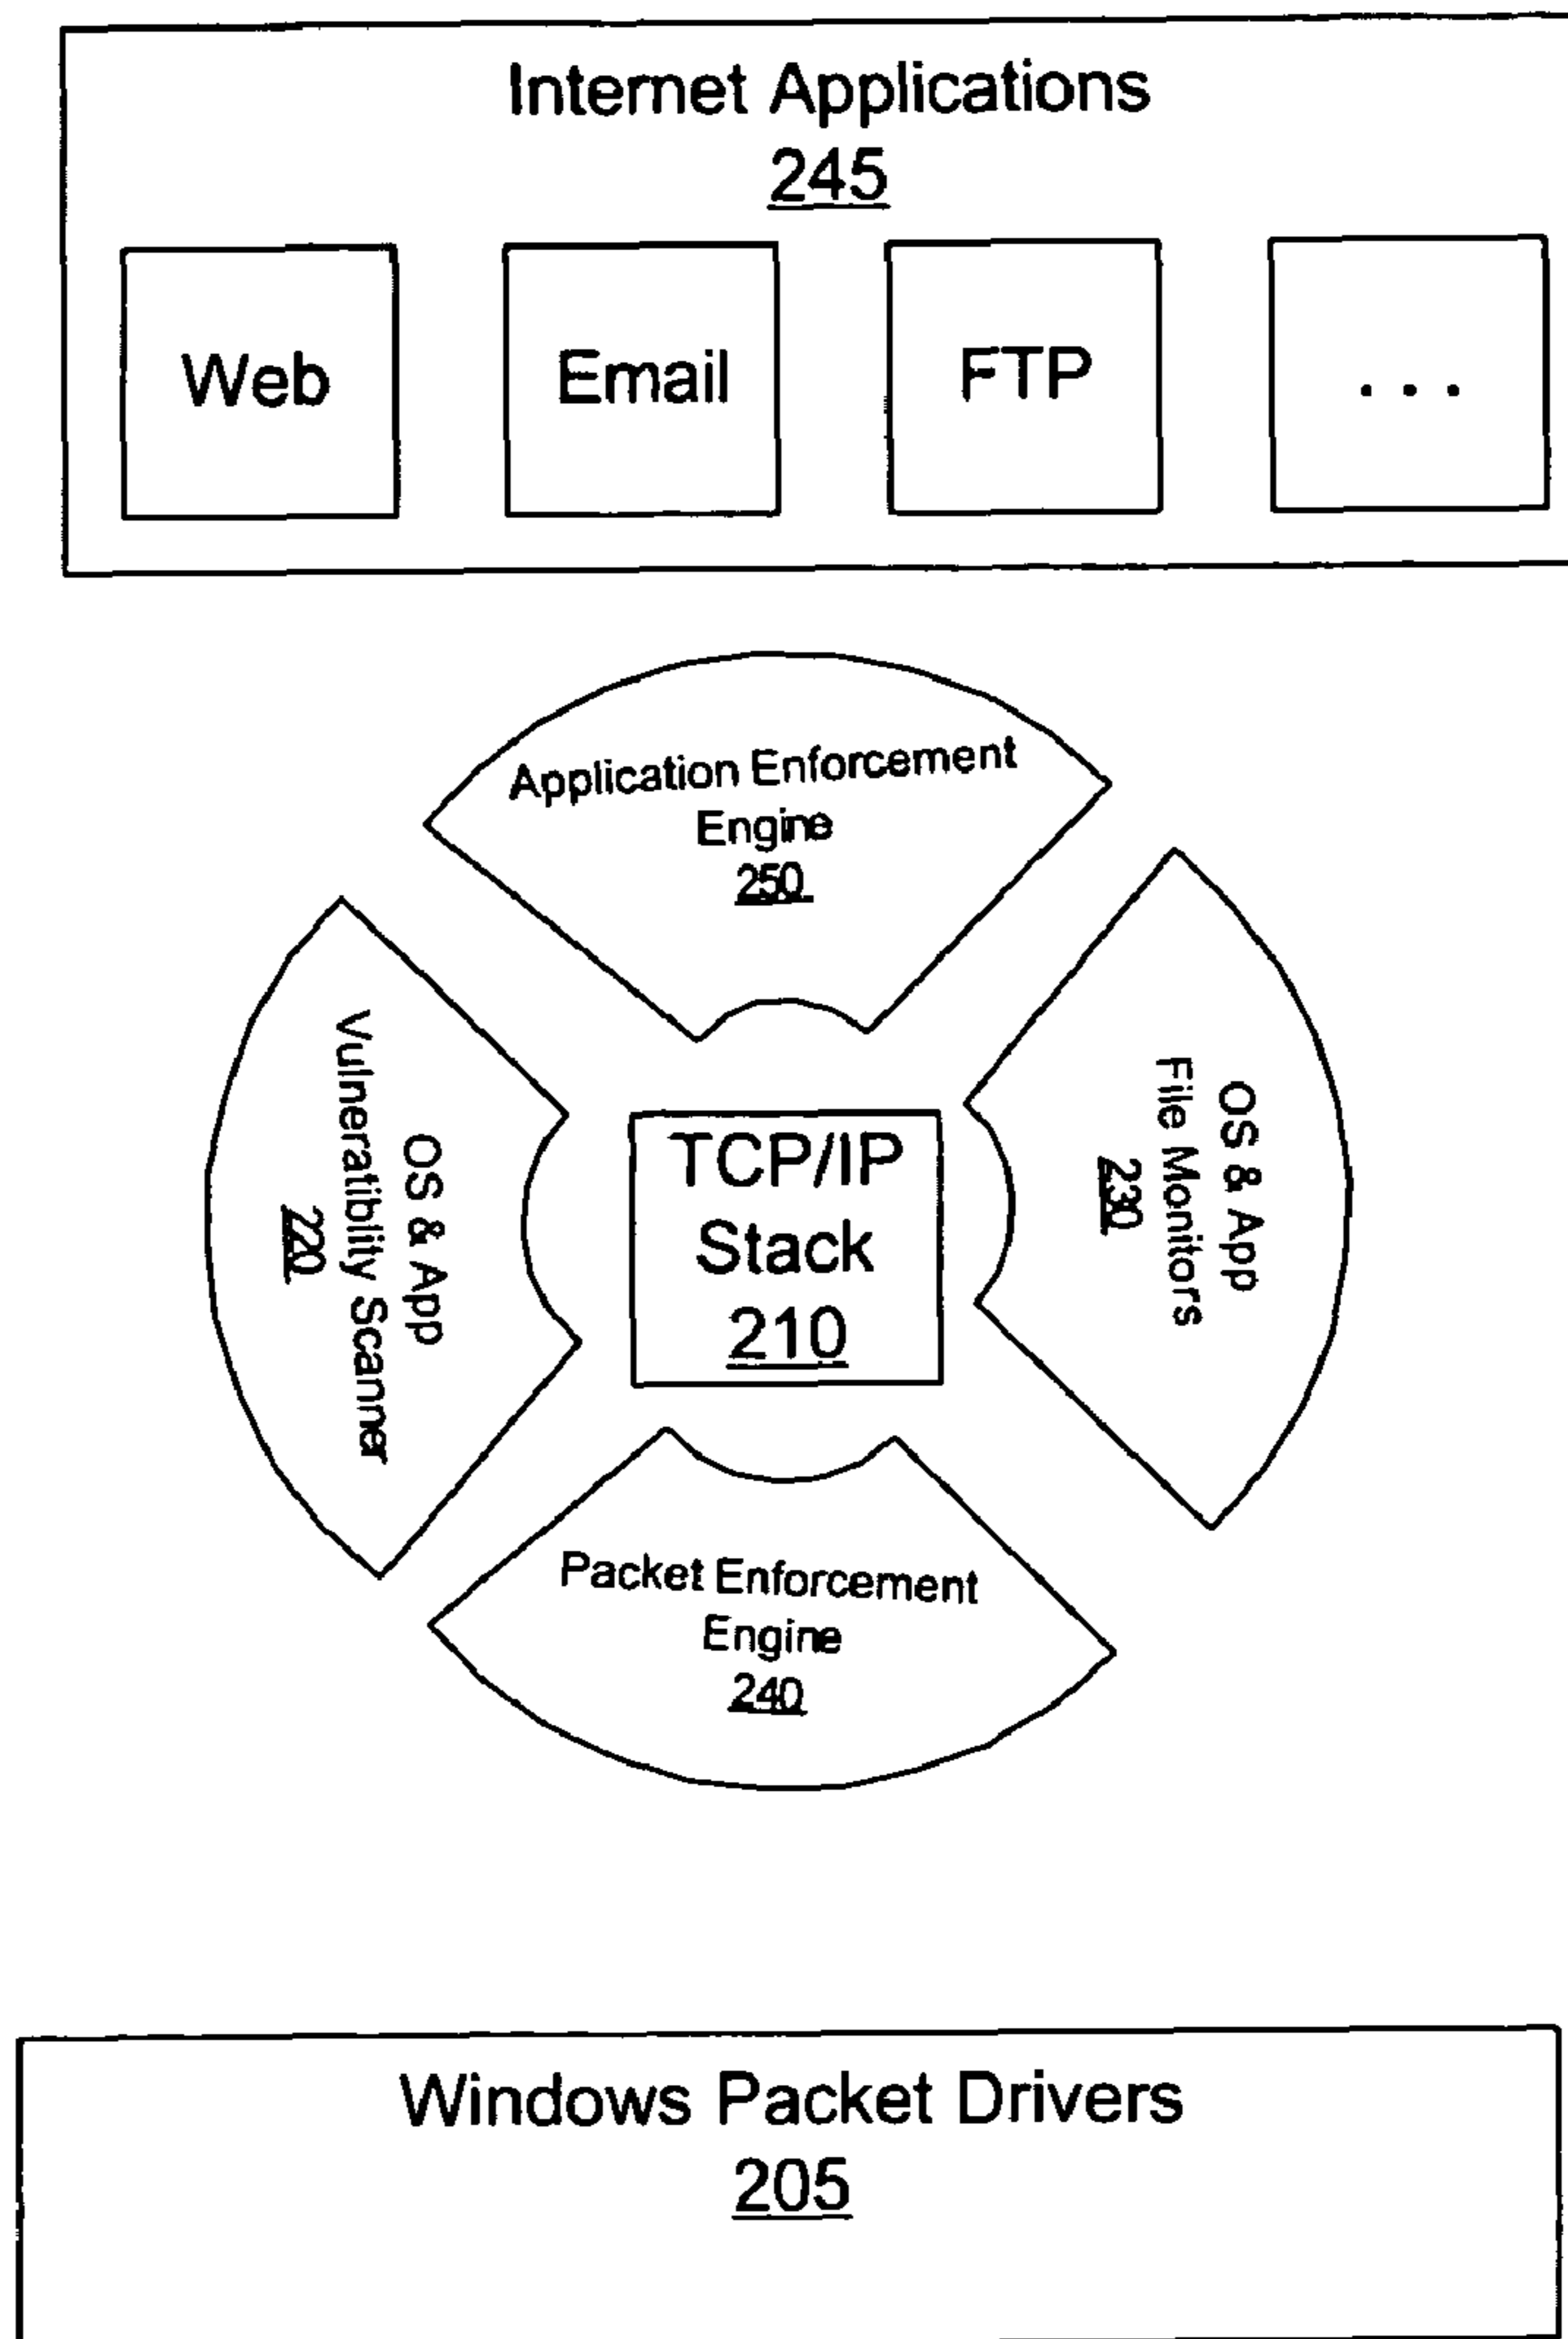 Internet Applications
245
Web
Email
FTP
...
Application Enforcement
Engine
250
OS & App
Vulneratiblity Scanner
220
TCP/IP
Stack
210
OS & App
File Monitors
230
Packet Enforcement
Engine
240
Windows Packet Drivers
205